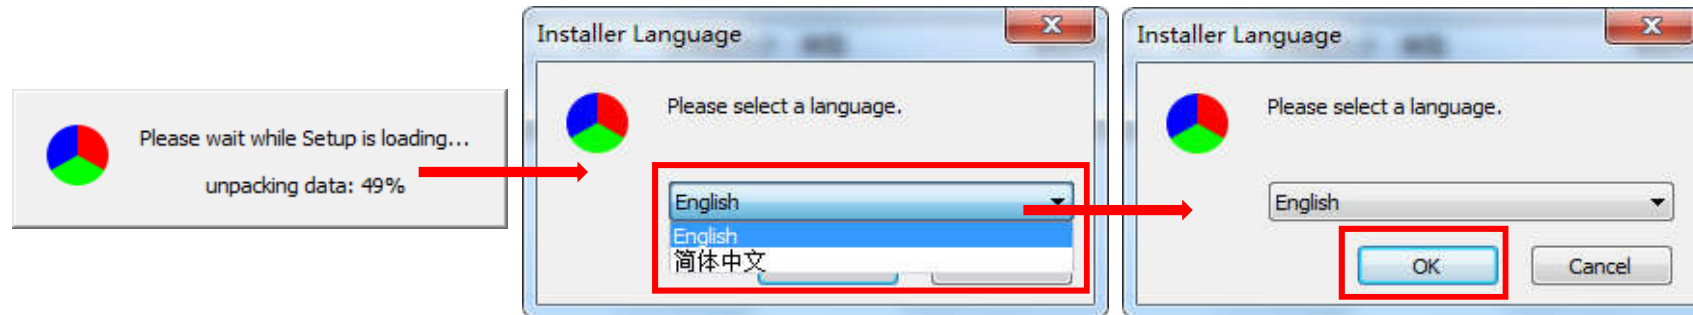 Please wait while Setup is loading...
unpacking data: 49%
Installer Language
Please select a language.
English
English
简体中文
Installer Language
Please select a language.
English
OK
Cancel